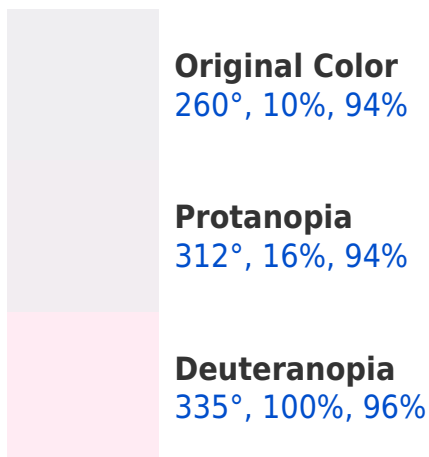 Original Color
260°, 10%, 94%
Protanopia
312°, 16%, 94%
Deuteranopia
335°, 100%, 96%